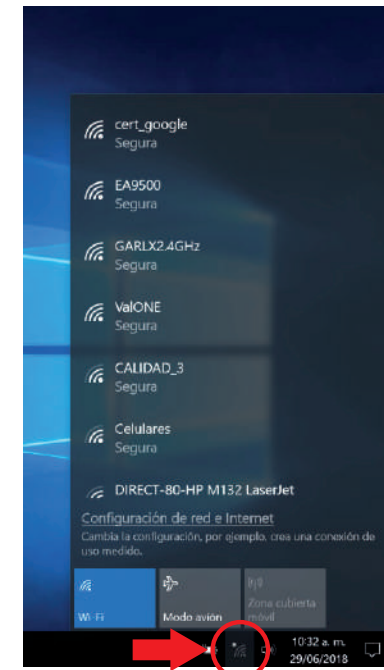 cert_google
Segura
EA9500
Segura
GARLX2.4GHz
Segura
ValONE
Segura
CALIDAD_3
Segura
Celulares
Segura
DIRECT-80-HP M132 LaserJet
Configuración de red e Internet
Cambia la configuración, por ejemplo, crea una conexión de
uso medido.
Wi-Fi
Modo avión
Zona cubierta
móvil
10:32 a. m.
29/06/2018